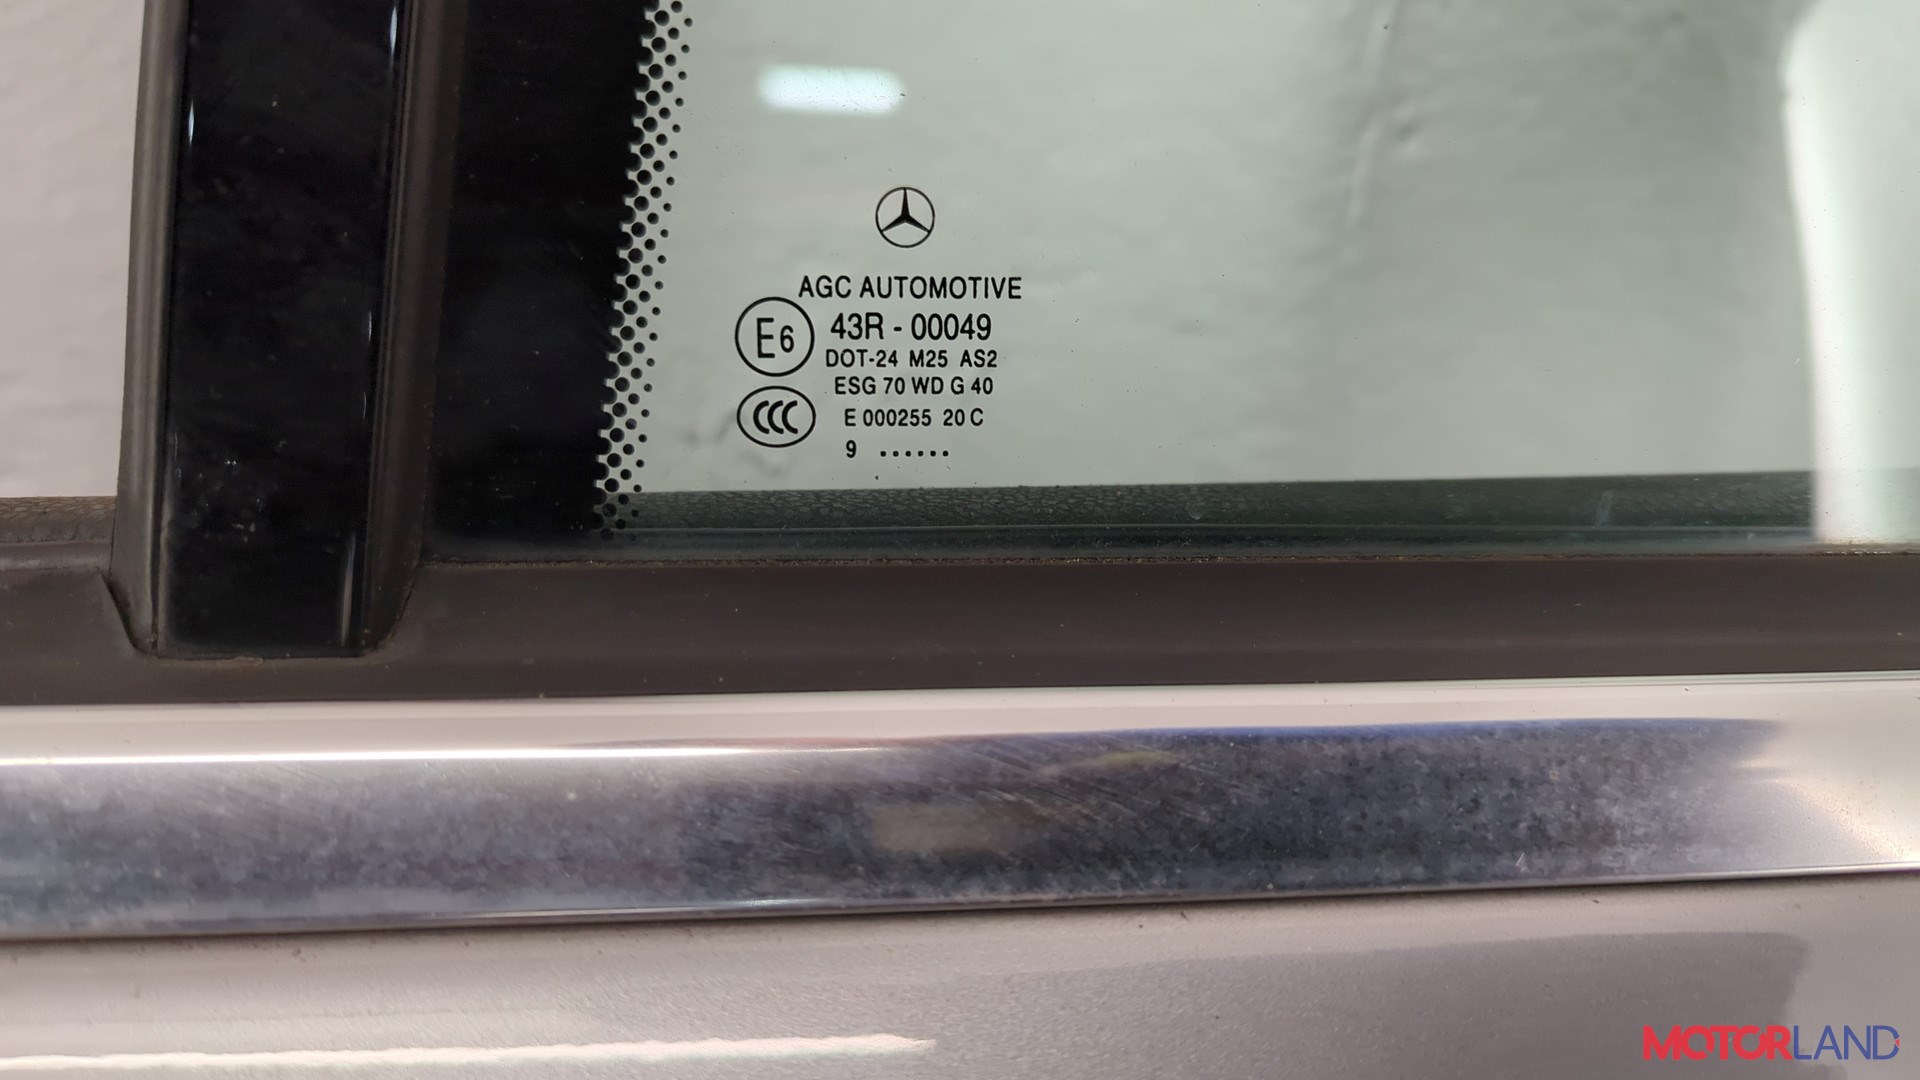 AGC AUTOMOTIVE
E6 43R - 00049
DOT-24 M25 AS2
ESG 70 WD G 40
CCC E 000255 20 C
9 ......
MOTORLAND